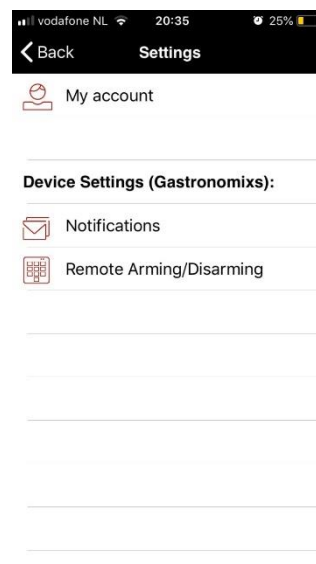 vodafone NL 20:35 25%
Back Settings
My account
Device Settings (Gastronomixs):
Notifications
Remote Arming/Disarming